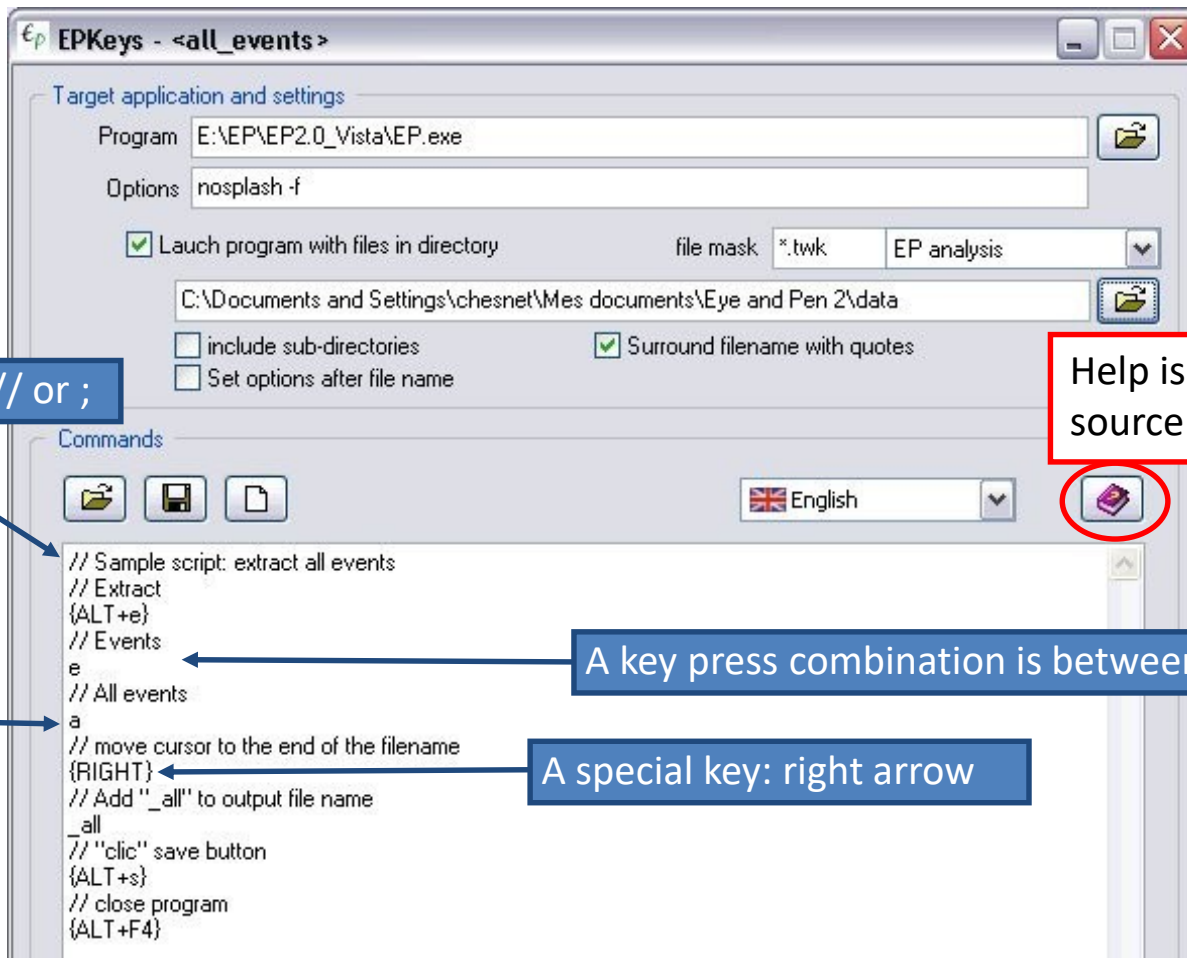 EPKeys - <all_events>
Target application and settings
Program E:\EP\EP2.0_Vista\EP.exe
Options nosplash -f
Lauch program with files in directory file mask *.twk EP analysis
C:\Documents and Settings\chesnet\Mes documents\Eye and Pen 2\data
include sub-directories Surround filename with quotes
Set options after file name
// or ;
Help is
source
Commands
English
// Sample script: extract all events
// Extract
{ALT+e}
// Events
e
A key press combination is between
// All events
a
// move cursor to the end of the filename
{RIGHT}
A special key: right arrow
// Add "_all" to output file name
_all
// "clic" save button
{ALT+s}
// close program
{ALT+F4}